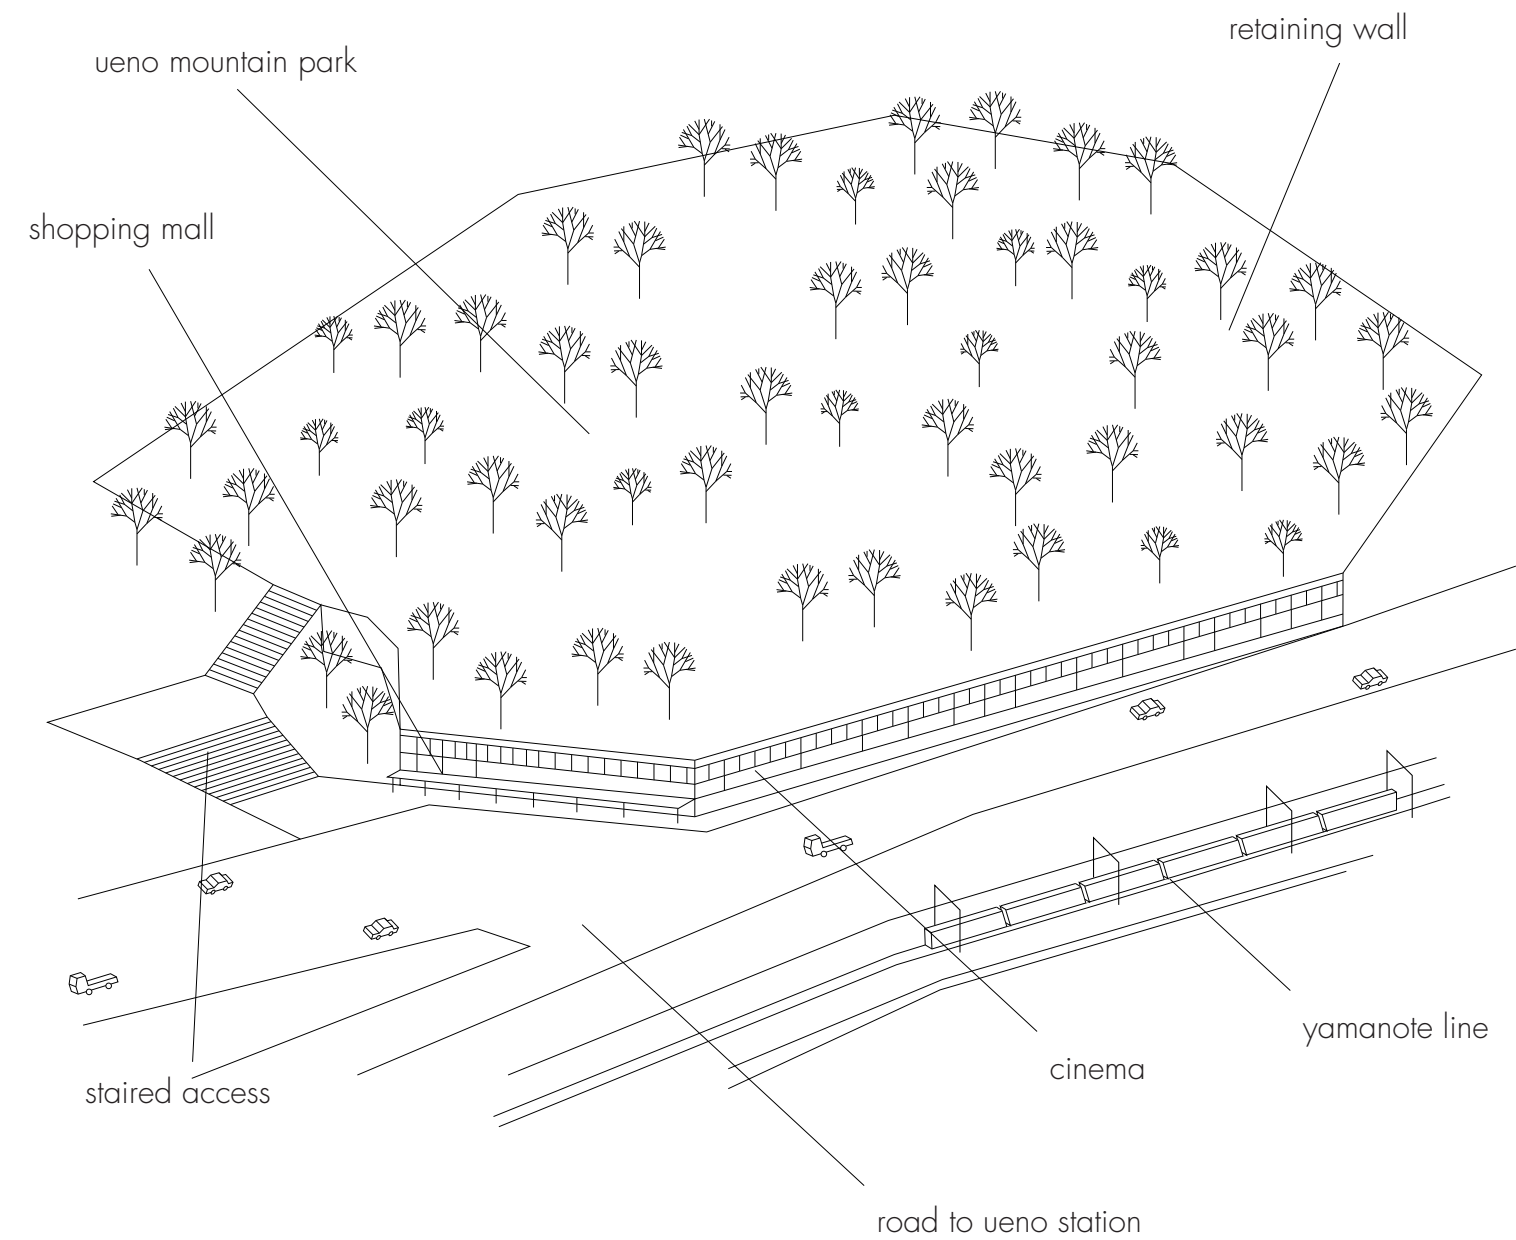 retaining wall
ueno mountain park
shopping mall
yamanote line
cinema
staired access
road to ueno station